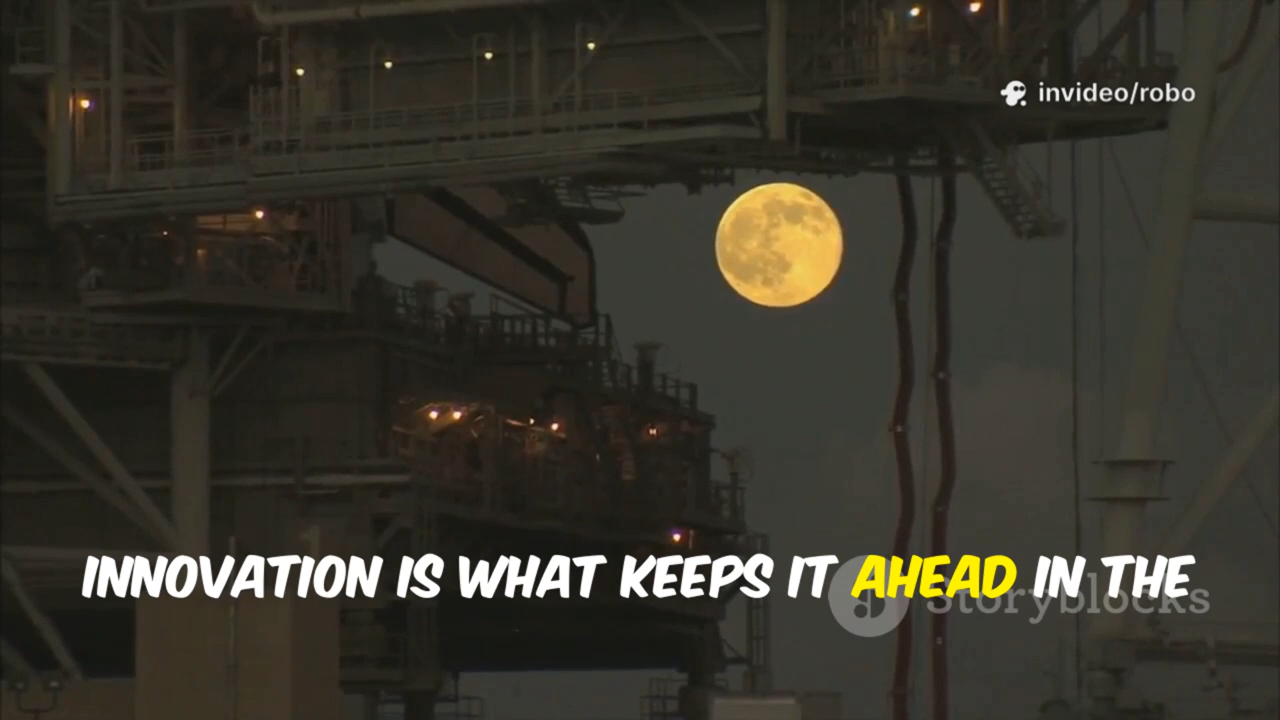 invideo/robo
INNOVATION IS WHAT KEEPS IT AHEAD IN THE
Storyblocks